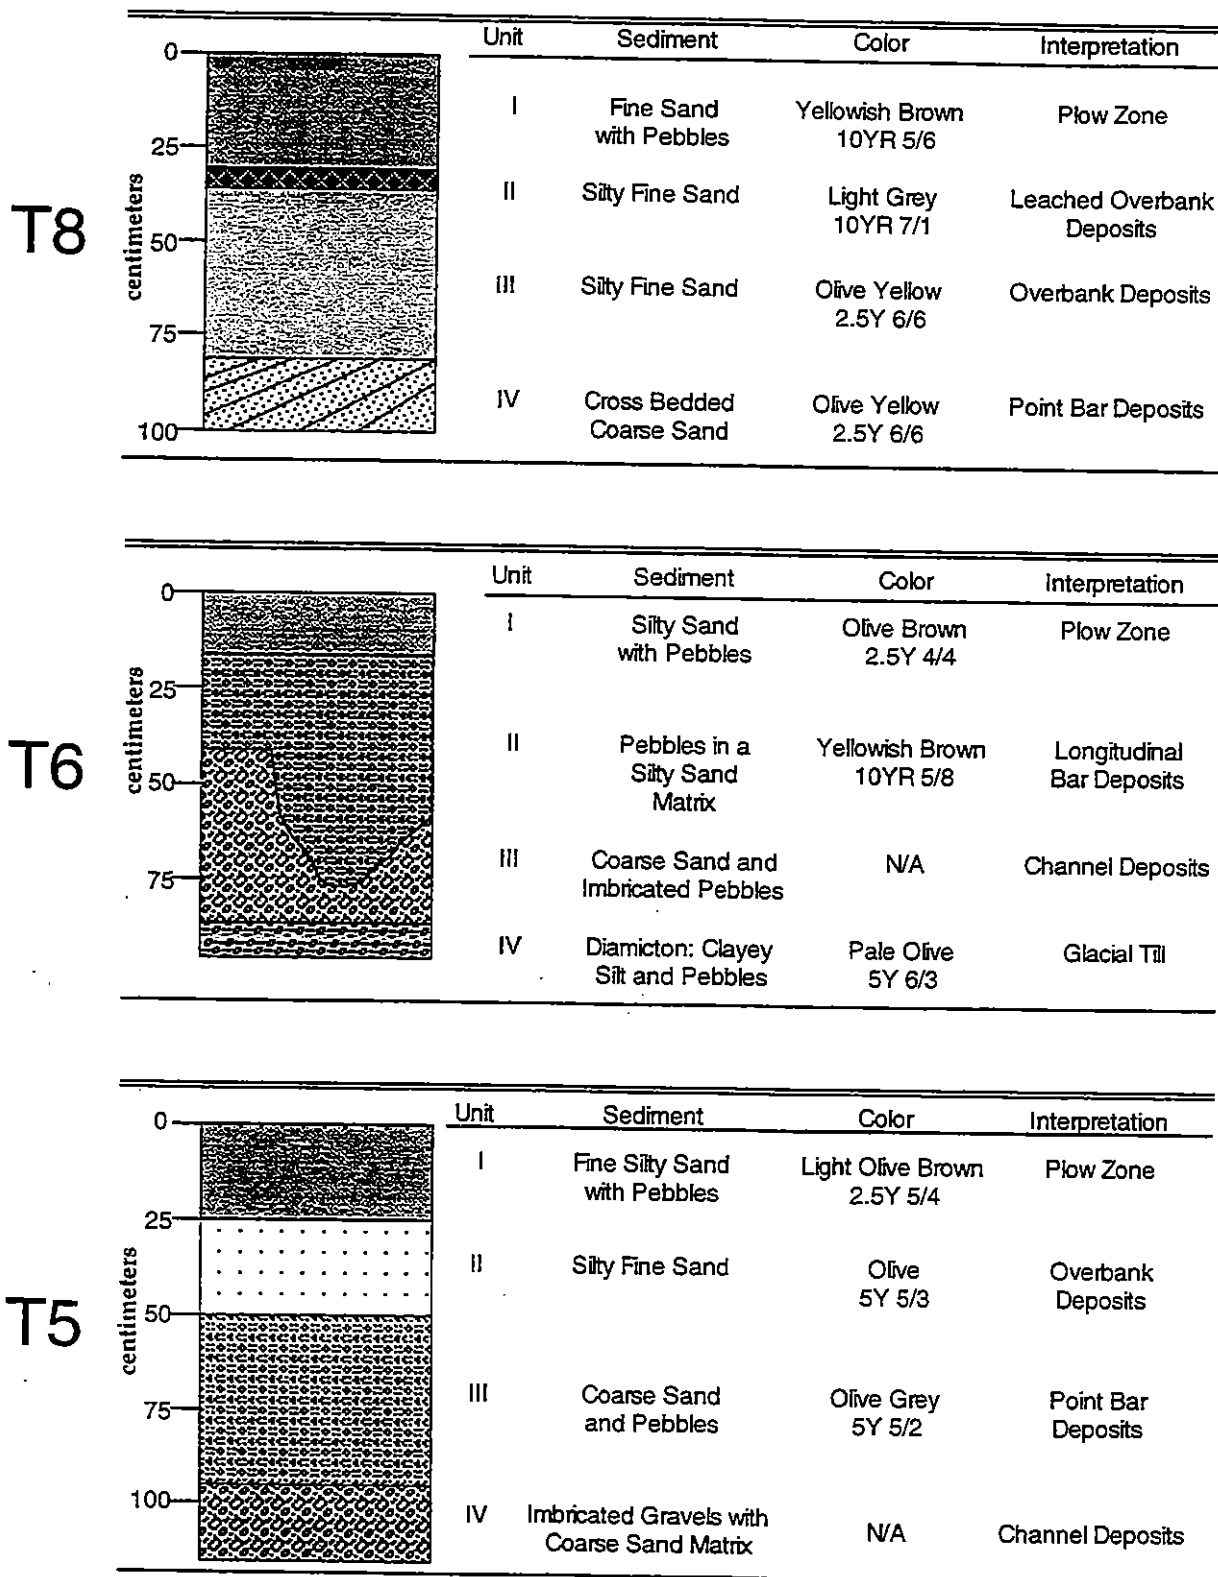 Unit Sediment Color Interpretation
T8
centimeters
0
25
50
75
100
I Fine Sand Yellowish Brown Plow Zone
with Pebbles 10YR 5/6
II Silty Fine Sand Light Grey Leached Overbank
10YR 7/1 Deposits
III Silty Fine Sand Olive Yellow Overbank Deposits
2.5Y 6/6
IV Cross Bedded Olive Yellow Point Bar Deposits
Coarse Sand 2.5Y 6/6
Unit Sediment Color Interpretation
T6
centimeters
0
25
50
75
I Silty Sand Olive Brown Plow Zone
with Pebbles 2.5Y 4/4
II Pebbles in a Yellowish Brown Longitudinal
Silty Sand 10YR 5/8 Bar Deposits
Matrix
III Coarse Sand and N/A Channel Deposits
Imbricated Pebbles
IV Diamicton: Clayey Pale Olive Glacial Till
Silt and Pebbles 5Y 6/3
Unit Sediment Color Interpretation
T5
centimeters
0
25
50
75
100
I Fine Silty Sand Light Olive Brown Plow Zone
with Pebbles 2.5Y 5/4
II Silty Fine Sand Olive Overbank
5Y 5/3 Deposits
III Coarse Sand Olive Grey Point Bar
and Pebbles 5Y 5/2 Deposits
IV Imbricated Gravels with N/A Channel Deposits
Coarse Sand Matrix